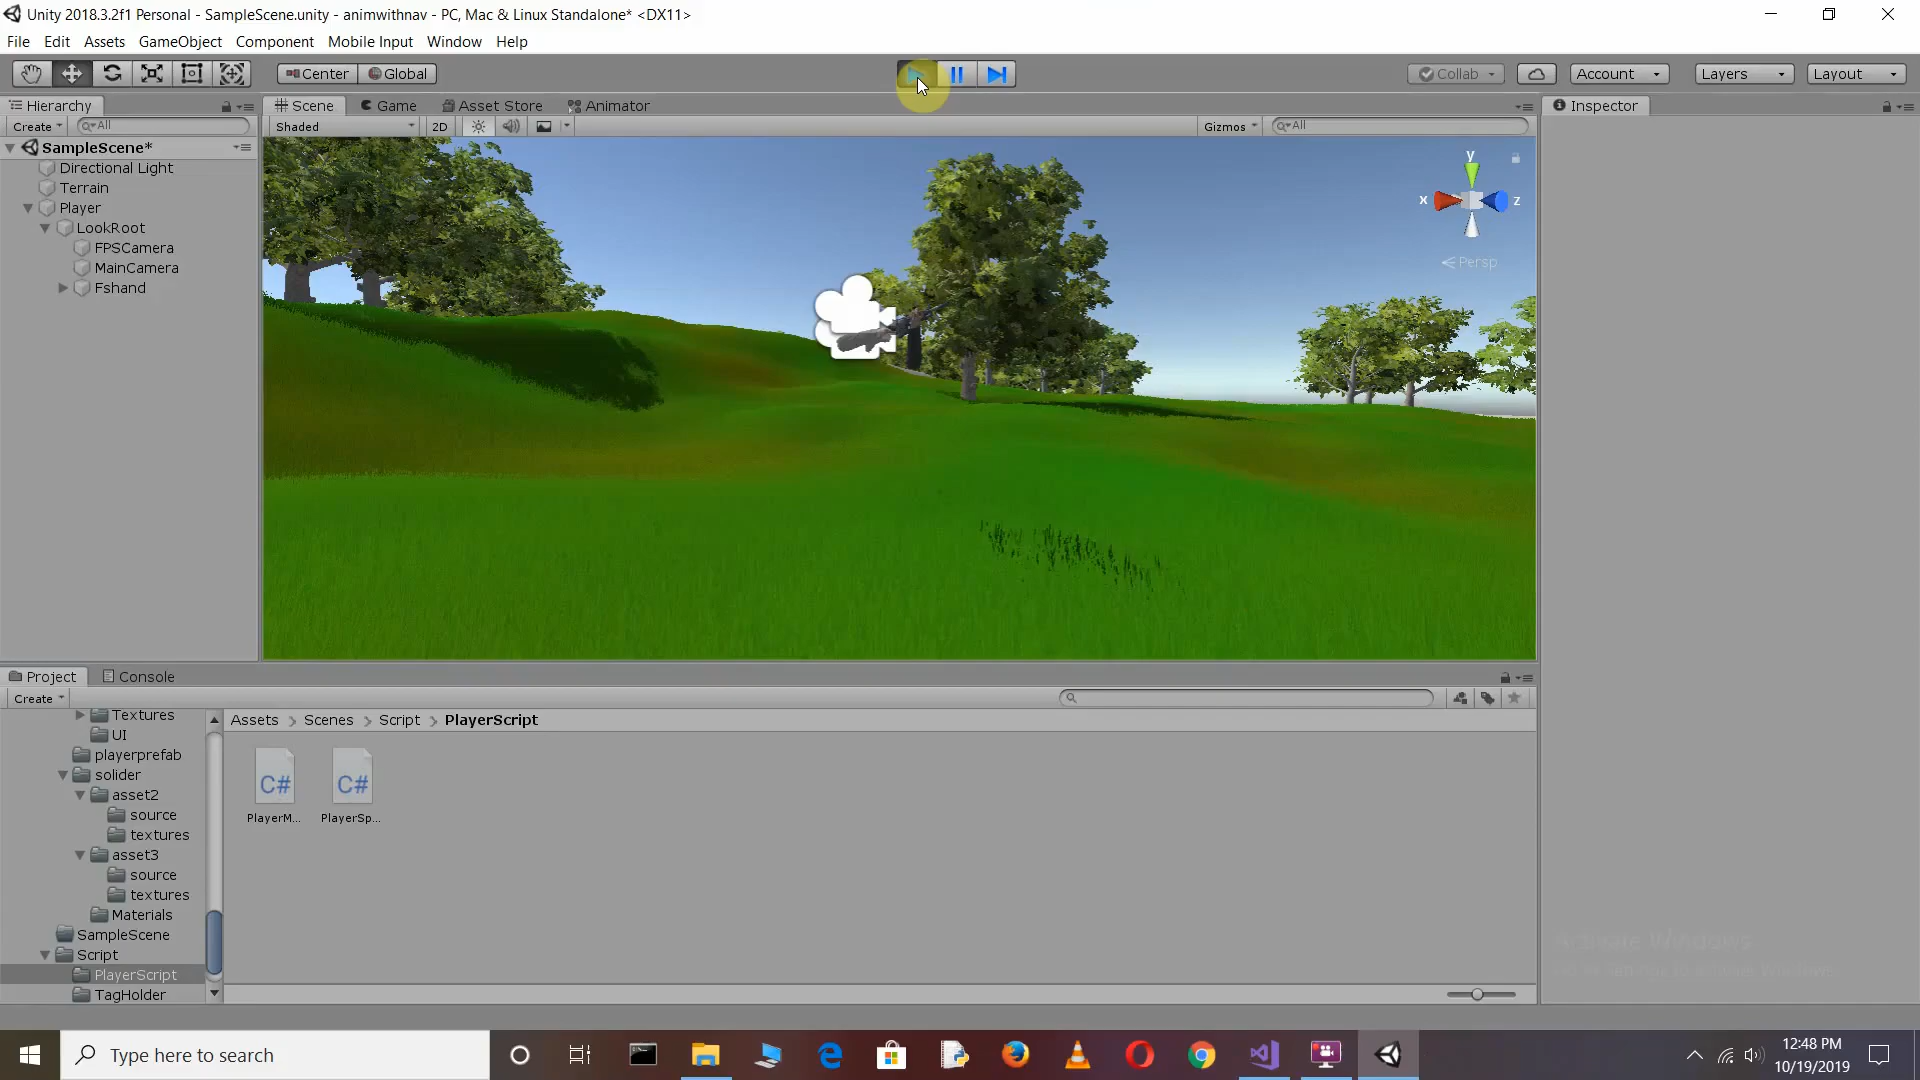 Unity 2018.3.2f1 Personal - SampleScene.unity - animwithnav - PC, Mac & Linux Standalone* <DX11>
File Edit Assets GameObject Component Mobile Input Window Help
Center Global Collab Account Layers Layout
Hierarchy Scene Game Asset Store Animator Inspector
Create All Shaded 2D Gizmos All
SampleScene*
Directional Light
Terrain
Player
LookRoot
FPSCamera
MainCamera
Fshand
y
x z
Persp
Project Console
Create
Textures
UI
playerprefab
solider
asset2
source
textures
asset3
source
textures
Materials
SampleScene
Script
PlayerScript
TagHolder
Assets > Scenes > Script > PlayerScript
C# C#
PlayerM... PlayerSp...
Activate Windows
Type here to search
12:48 PM
10/19/2019